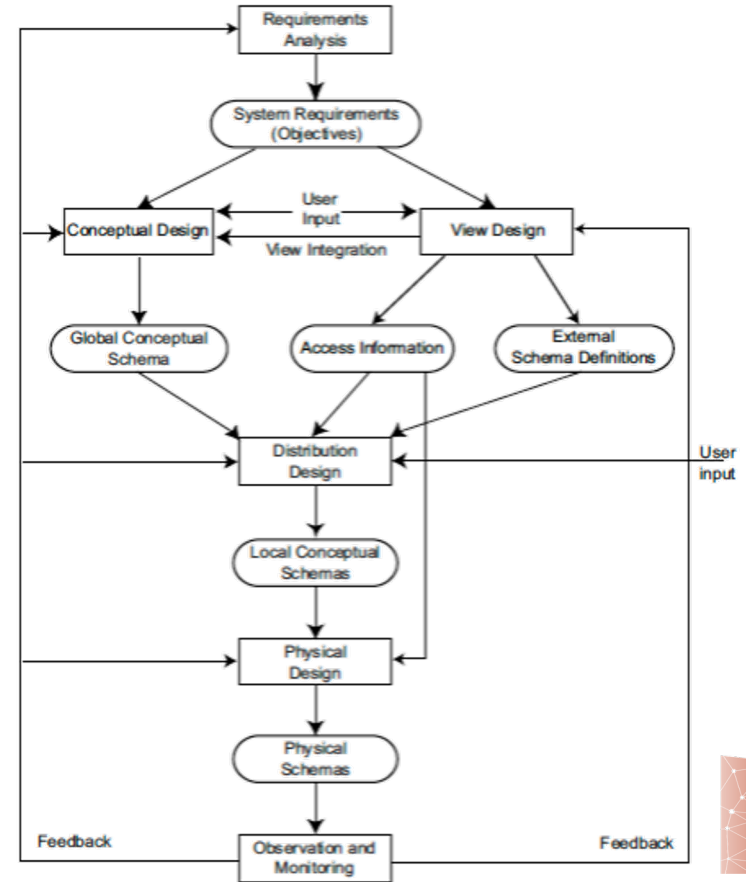 Requirements
Analysis
System Requirements
(Objectives)
User
Input
Conceptual Design
View Design
View Integration
Global Conceptual
Schema
Access Information
External
Schema Definitions
Distribution
Design
User
input
Local Conceptual
Schemas
Physical
Design
Physical
Schemas
Feedback
Observation and
Monitoring
Feedback